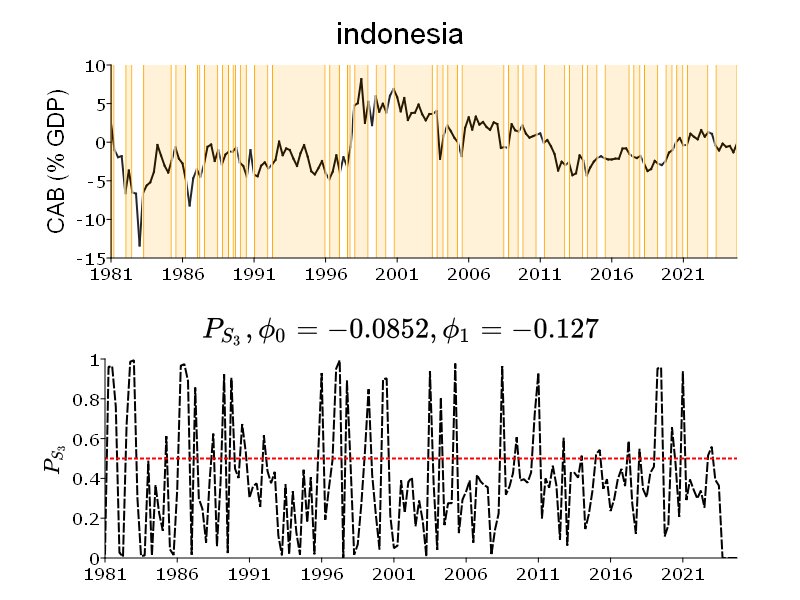 indonesia
CAB (% GDP)
10
5
0
-5
-10
-15
1981 1986 1991 1996 2001 2006 2011 2016 2021
$P_{S_3}, \phi_0 = -0.0852, \phi_1 = -0.127$
$P_{S_3}$
1
0.8
0.6
0.4
0.2
0
1981 1986 1991 1996 2001 2006 2011 2016 2021